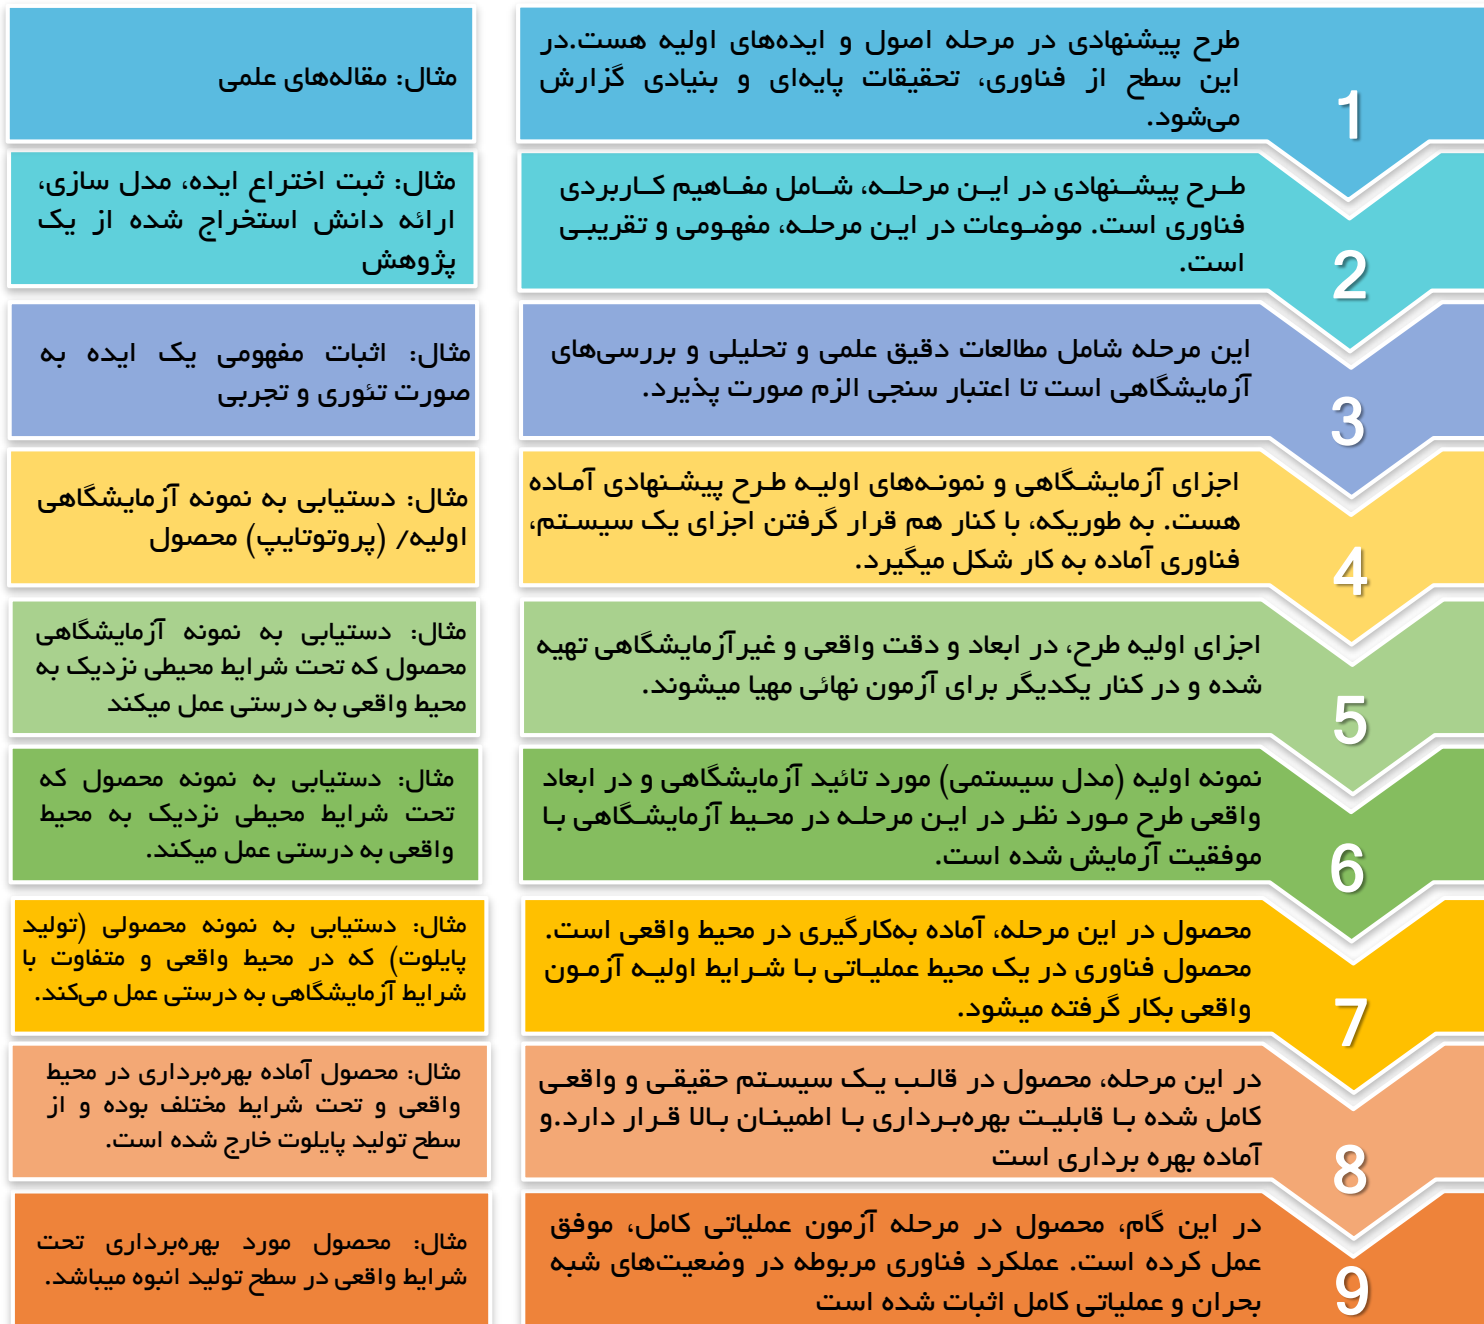 1
طرح پیشنهادی در مرحله اصول و ایده‌های اولیه هست.در
این سطح از فناوری، تحقیقات پایه‌ای و بنیادی گزارش
می‌شود.
مثال: مقاله‌های علمی
2
طرح پیشنهادی در این مرحله، شامل مفاهیم کاربردی
فناوری است. موضوعات در این مرحله، مفهومی و تقریبی
است.
مثال: ثبت اختراع ایده، مدل سازی،
ارائه دانش استخراج شده از یک
پژوهش
3
این مرحله شامل مطالعات دقیق علمی و تحلیلی و بررسی‌های
آزمایشگاهی است تا اعتبار سنجی الزم صورت پذیرد.
مثال: اثبات مفهومی یک ایده به
صورت تئوری و تجربی
4
اجزای آزمایشگاهی و نمونه‌های اولیه طرح پیشنهادی آماده
هست. به طوریکه، با کنار هم قرار گرفتن اجزای یک سیستم،
فناوری آماده به کار شکل میگیرد.
مثال: دستیابی به نمونه آزمایشگاهی
اولیه/ (پروتوتایپ) محصول
5
اجزای اولیه طرح، در ابعاد و دقت واقعی و غیرآزمایشگاهی تهیه
شده و در کنار یکدیگر برای آزمون نهائی مهیا میشوند.
مثال: دستیابی به نمونه آزمایشگاهی
محصول که تحت شرایط محیطی نزدیک به
محیط واقعی به درستی عمل میکند
6
نمونه اولیه (مدل سیستمی) مورد تائید آزمایشگاهی و در ابعاد
واقعی طرح مورد نظر در این مرحله در محیط آزمایشگاهی با
موفقیت آزمایش شده است.
مثال: دستیابی به نمونه محصول که
تحت شرایط محیطی نزدیک به محیط
واقعی به درستی عمل میکند.
7
محصول در این مرحله، آماده به‌کارگیری در محیط واقعی است.
محصول فناوری در یک محیط عملیاتی با شرایط اولیه آزمون
واقعی بکار گرفته میشود.
مثال: دستیابی به نمونه محصولی (تولید
پایلوت) که در محیط واقعی و متفاوت با
شرایط آزمایشگاهی به درستی عمل می‌کند.
8
در این مرحله، محصول در قالب یک سیستم حقیقی و واقعی
کامل شده با قابلیت بهره‌برداری با اطمینان بالا قرار دارد.و
آماده بهره برداری است
مثال: محصول آماده بهره‌برداری در محیط
واقعی و تحت شرایط مختلف بوده و از
سطح تولید پایلوت خارج شده است.
9
در این گام، محصول در مرحله آزمون عملیاتی کامل، موفق
عمل کرده است. عملکرد فناوری مربوطه در وضعیت‌های شبه
بحران و عملیاتی کامل اثبات شده است
مثال: محصول مورد بهره‌برداری تحت
شرایط واقعی در سطح تولید انبوه میباشد.